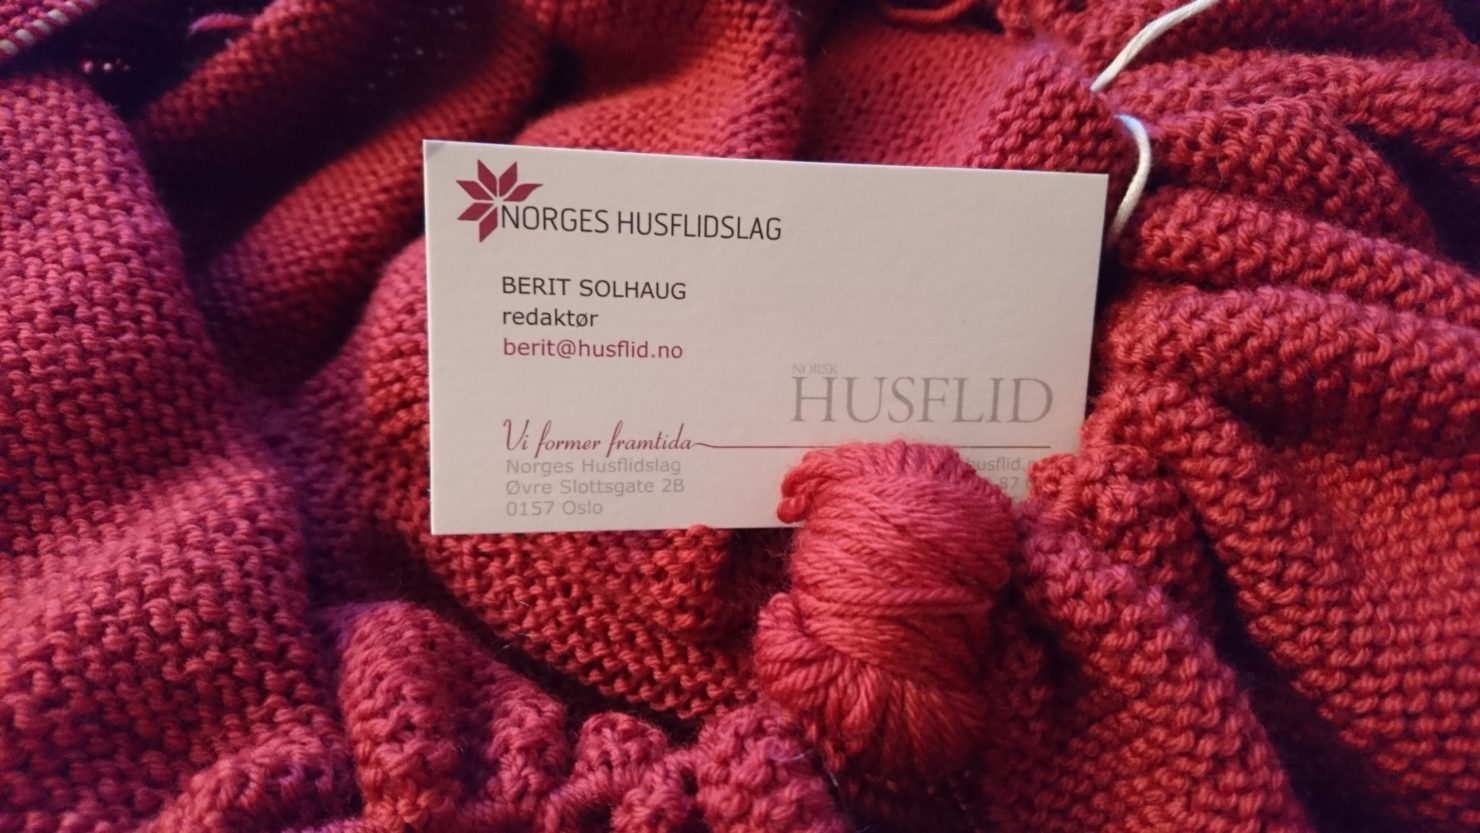 NORGES HUSFLIDSLAG
BERIT SOLHAUG
redaktør
berit@husflid.no
NORSK
HUSFLID
Vi former framtida
Norges Husflidslag
Øvre Slottsgate 2B
0157 Oslo
87